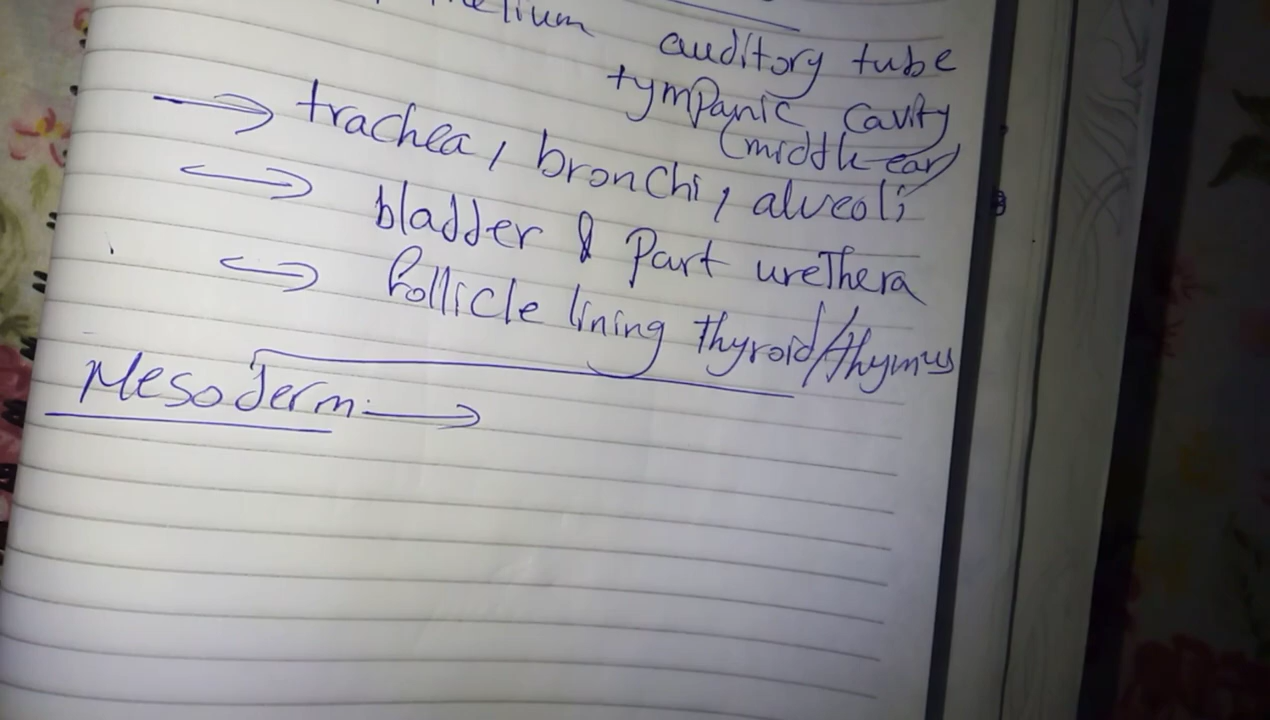 auditory tube
tympanic cavity
(middle ear)
→ trachea, bronchi, alveoli
→ bladder & Part urethera
→ follicle lining thyroid/thymus
Mesoderm →